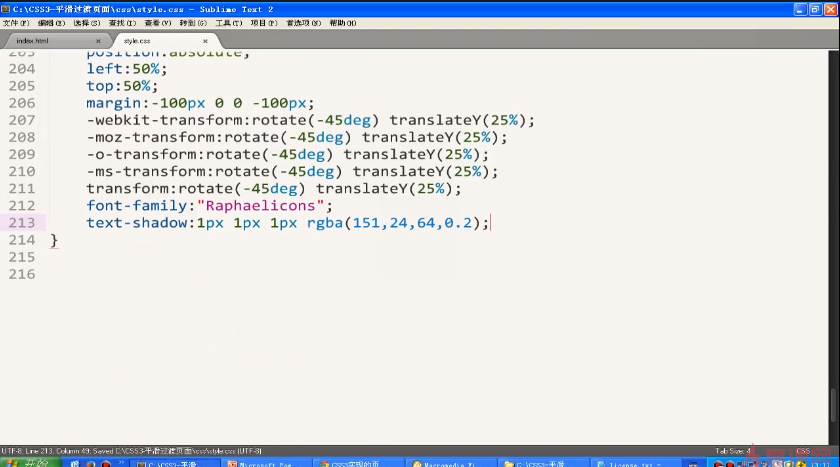 C:\CSS3-平滑过渡页面\css\style.css - Sublime Text 2
文件(F) 编辑(E) 选择(S) 查找(I) 查看(V) 转到(G) 工具(T) 项目(P) 首选项(S) 帮助(H)
index.html × style.css ×
203 position:absolute;
204 left:50%;
205 top:50%;
206 margin:-100px 0 0 -100px;
207 -webkit-transform:rotate(-45deg) translateY(25%);
208 -moz-transform:rotate(-45deg) translateY(25%);
209 -o-transform:rotate(-45deg) translateY(25%);
210 -ms-transform:rotate(-45deg) translateY(25%);
211 transform:rotate(-45deg) translateY(25%);
212 font-family:"Raphaelicons";
213 text-shadow:1px 1px 1px rgba(151,24,64,0.2);
214 }
215
216
UTF-8, Line 213, Column 49, Saved C:\CSS3-平滑过渡页面\css\style.css (UTF-8) Tab Size: 4 CSS
开始 C:\CSS3-平滑 Microsoft Pow CSS3实现的页 Macromedia Fi C:\CSS3-平滑 license.txt -